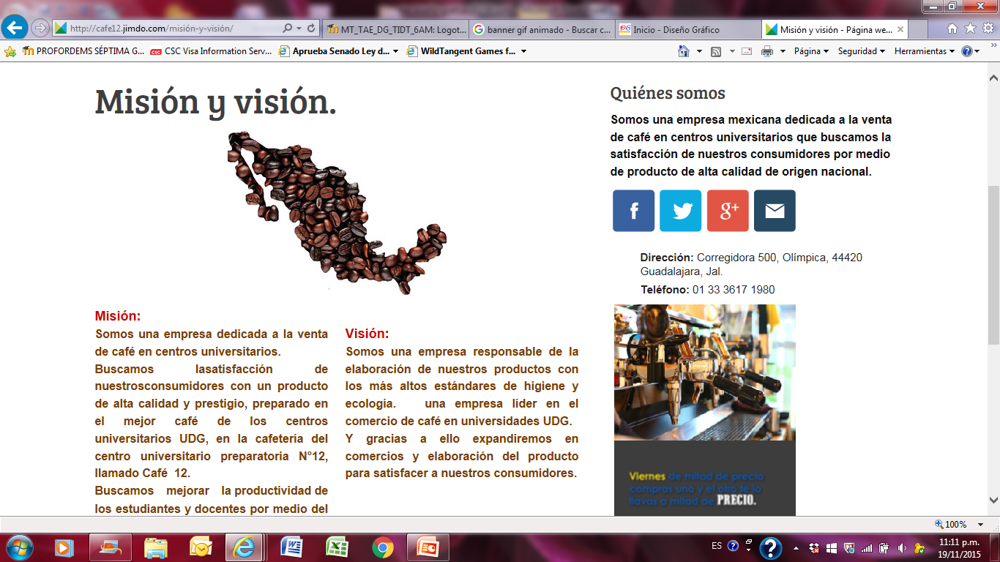 http://cafe12.jimdo.com/misión-y-visión/
MT_TAE_DG_TIDT_6AM: Logot...
banner gif animado - Buscar c...
Inicio - Diseño Gráfico
Misión y visión - Página we...
PROFORDEMS SÉPTIMA G...
CSC Visa Information Serv...
Aprueba Senado Ley d...
WildTangent Games f...
Página
Seguridad
Herramientas
Misión y visión.
Misión:
Somos una empresa dedicada a la venta
de café en centros universitarios.
Buscamos lasatisfacción de
nuestrosconsumidores con un producto
de alta calidad y prestigio, preparado en
el mejor café de los centros
universitarios UDG, en la cafetería del
centro universitario preparatoria N°12,
llamado Café 12.
Buscamos mejorar la productividad de
los estudiantes y docentes por medio del
Visión:
Somos una empresa responsable de la
elaboración de nuestros productos con
los más altos estándares de higiene y
ecología. una empresa líder en el
comercio de café en universidades UDG.
Y gracias a ello expandiremos en
comercios y elaboración del producto
para satisfacer a nuestros consumidores.
Quiénes somos
Somos una empresa mexicana dedicada a la venta
de café en centros universitarios que buscamos la
satisfacción de nuestros consumidores por medio
de producto de alta calidad de origen nacional.
f
g+
Dirección: Corregidora 500, Olímpica, 44420
Guadalajara, Jal.
Teléfono: 01 33 3617 1980
Viernes de mitad de precio
compras uno y el otro te lo
llevas a mitad de PRECIO.
100%
ES
11:11 p.m.
19/11/2015